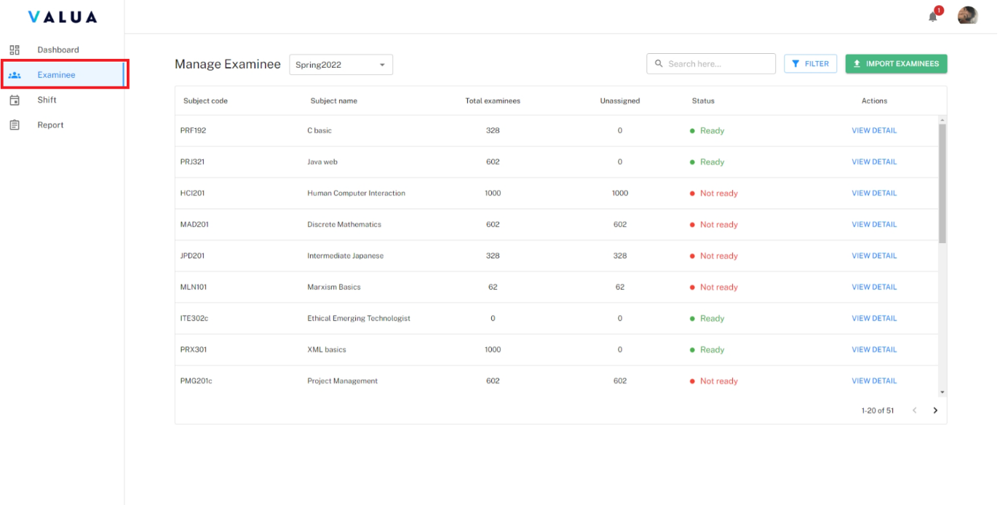 VALUA
1
Dashboard
Examinee
Shift
Report
Manage Examinee Spring2022 Search here... FILTER IMPORT EXAMINEES
Subject code Subject name Total examinees Unassigned Status Actions
PRF192 C basic 328 0 Ready VIEW DETAIL
PRJ321 Java web 602 0 Ready VIEW DETAIL
HCI201 Human Computer Interaction 1000 1000 Not ready VIEW DETAIL
MAD201 Discrete Mathematics 602 602 Not ready VIEW DETAIL
JPD201 Intermediate Japanese 328 328 Not ready VIEW DETAIL
MLN101 Marxism Basics 62 62 Not ready VIEW DETAIL
ITE302c Ethical Emerging Technologist 0 0 Ready VIEW DETAIL
PRX301 XML basics 1000 0 Ready VIEW DETAIL
PMG201c Project Management 602 602 Not ready VIEW DETAIL
1-20 of 51